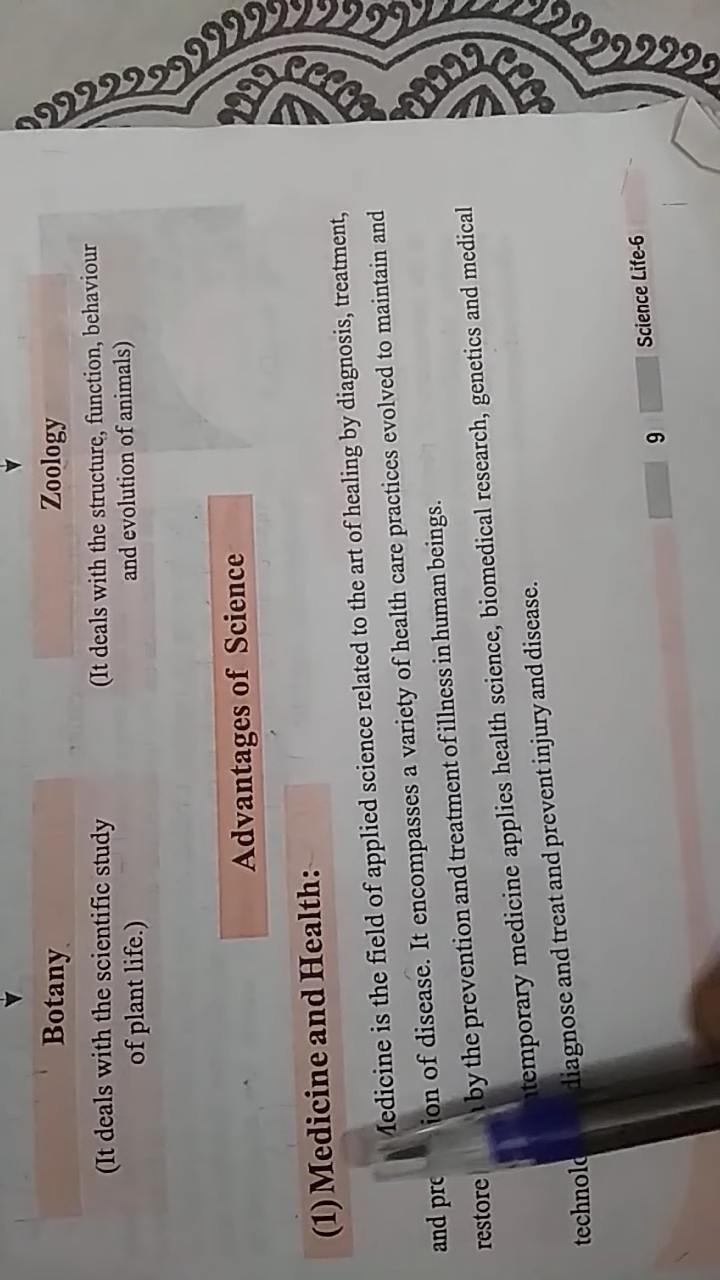 Botany
(It deals with the scientific study
of plant life.)
Zoology
(It deals with the structure, function, behaviour
and evolution of animals)
Advantages of Science
(1) Medicine and Health:
Medicine is the field of applied science related to the art of healing by diagnosis, treatment,
and of disease. It encompasses a variety of health care practices evolved to maintain and
restore by the prevention and treatment of illness in human beings.
temporary medicine applies health science, biomedical research, genetics and medical
diagnose and treat and prevent injury and disease.
9
Science Life-6